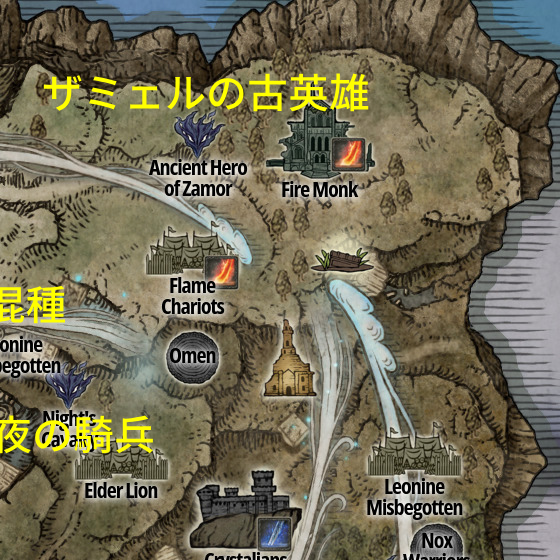 ザミェルの古英雄
Ancient Hero
of Zamor
Fire Monk
Flame
Chariots
混種
onine
begotten
Omen
Night's
Cavalry
夜の騎兵
Elder Lion
Leonine
Misbegotten
Crystalians
Nox
Warriors